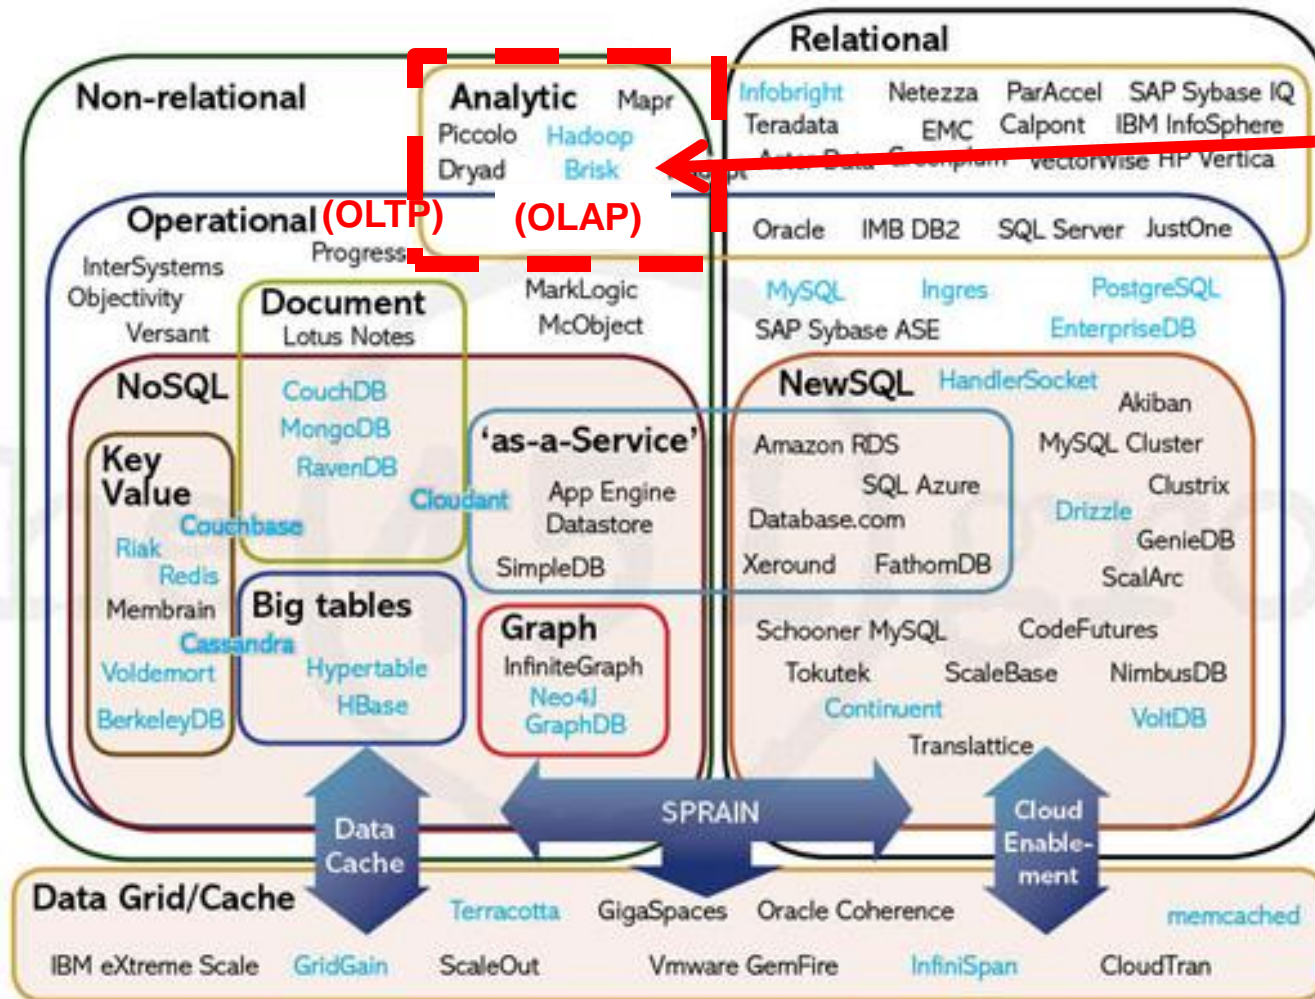 Relational
Non-relational
Analytic Mapr
Piccolo Hadoop
Dryad Brisk
Infobright Netezza ParAccel SAP Sybase IQ
Teradata EMC Calpont IBM InfoSphere
Aster Data Greenplum VectorWise HP Vertica
Operational (OLTP) (OLAP)
Oracle IMB DB2 SQL Server JustOne
Progress
InterSystems
Objectivity
Versant
MarkLogic
McObject
MySQL Ingres PostgreSQL
SAP Sybase ASE EnterpriseDB
Document
Lotus Notes
NoSQL
CouchDB
MongoDB
RavenDB
Cloudant
Key
Value
Couchbase
Riak
Redis
Membrain
Cassandra
Voldemort
BerkeleyDB
Big tables
Hypertable
HBase
'as-a-Service'
App Engine
Datastore
SimpleDB
Graph
InfiniteGraph
Neo4J
GraphDB
NewSQL HandlerSocket
Akiban
Amazon RDS MySQL Cluster
SQL Azure Clustrix
Database.com Drizzle
GenieDB
Xeround FathomDB
ScalArc
Schooner MySQL CodeFutures
Tokutek ScaleBase NimbusDB
Continuent VoltDB
Translattice
Data
Cache
SPRAIN
Cloud
Enable-
ment
Data Grid/Cache
Terracotta GigaSpaces Oracle Coherence memcached
IBM eXtreme Scale GridGain ScaleOut Vmware GemFire InfiniSpan CloudTran